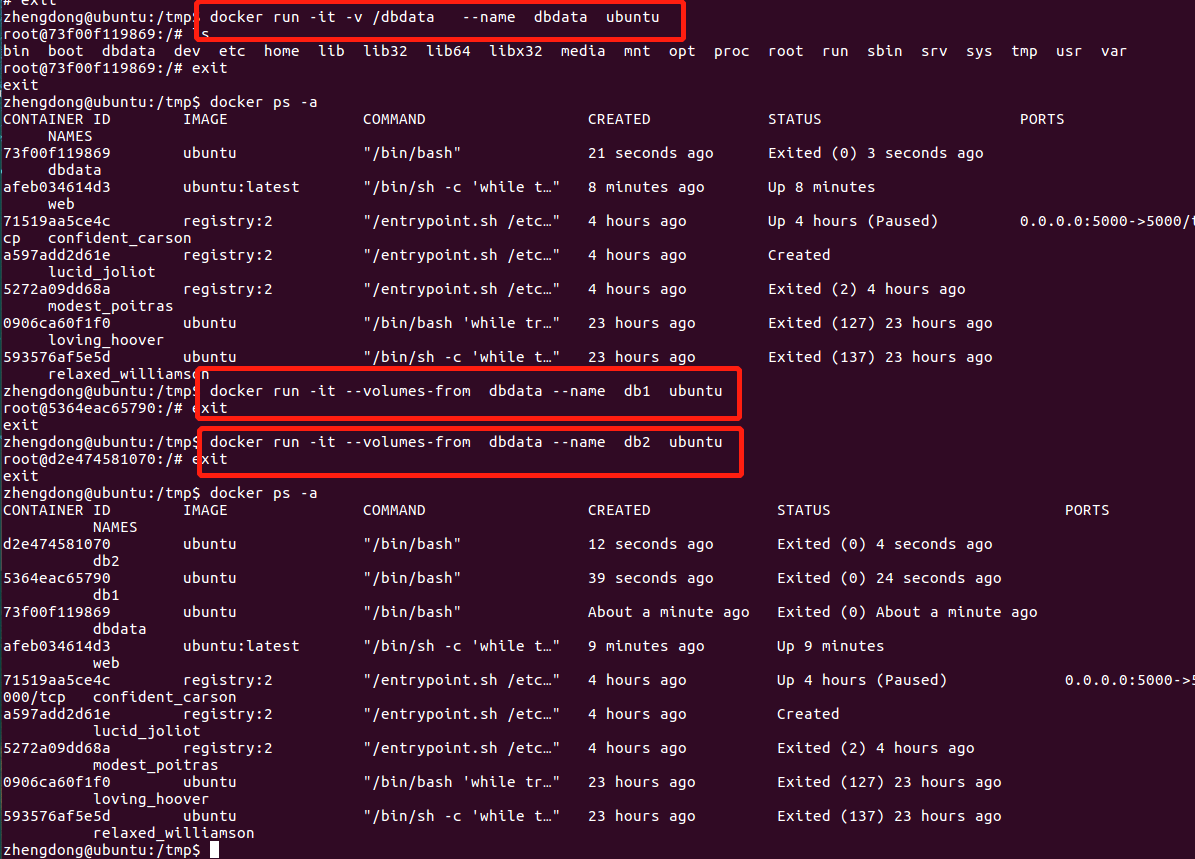 # exit
zhengdong@ubuntu:/tmp$ docker run -it -v /dbdata   --name  dbdata  ubuntu
root@73f00f119869:/# ls
bin  boot  dbdata  dev  etc  home  lib  lib32  lib64  libx32  media  mnt  opt  proc  root  run  sbin  srv  sys  tmp  usr  var
root@73f00f119869:/# exit
exit
zhengdong@ubuntu:/tmp$ docker ps -a
CONTAINER ID        IMAGE               COMMAND                  CREATED             STATUS                      PORTS
     NAMES
73f00f119869        ubuntu              "/bin/bash"              21 seconds ago      Exited (0) 3 seconds ago
     dbdata
afeb034614d3        ubuntu:latest       "/bin/sh -c 'while t…"   8 minutes ago       Up 8 minutes
     web
71519aa5ce4c        registry:2          "/entrypoint.sh /etc…"   4 hours ago         Up 4 hours (Paused)         0.0.0.0:5000->5000/t
cp   confident_carson
a597add2d61e        registry:2          "/entrypoint.sh /etc…"   4 hours ago         Created
     lucid_joliot
5272a09dd68a        registry:2          "/entrypoint.sh /etc…"   4 hours ago         Exited (2) 4 hours ago
     modest_poitras
0906ca60f1f0        ubuntu              "/bin/bash 'while tr…"   23 hours ago        Exited (127) 23 hours ago
     loving_hoover
593576af5e5d        ubuntu              "/bin/sh -c 'while t…"   23 hours ago        Exited (137) 23 hours ago
     relaxed_williamson
zhengdong@ubuntu:/tmp$ docker run -it --volumes-from  dbdata --name  db1  ubuntu
root@5364eac65790:/# exit
exit
zhengdong@ubuntu:/tmp$ docker run -it --volumes-from  dbdata --name  db2  ubuntu
root@d2e474581070:/# exit
exit
zhengdong@ubuntu:/tmp$ docker ps -a
CONTAINER ID        IMAGE               COMMAND                  CREATED              STATUS                          PORTS
          NAMES
d2e474581070        ubuntu              "/bin/bash"              12 seconds ago       Exited (0) 4 seconds ago
          db2
5364eac65790        ubuntu              "/bin/bash"              39 seconds ago       Exited (0) 24 seconds ago
          db1
73f00f119869        ubuntu              "/bin/bash"              About a minute ago   Exited (0) About a minute ago
          dbdata
afeb034614d3        ubuntu:latest       "/bin/sh -c 'while t…"   9 minutes ago        Up 9 minutes
          web
71519aa5ce4c        registry:2          "/entrypoint.sh /etc…"   4 hours ago          Up 4 hours (Paused)             0.0.0.0:5000->5
000/tcp   confident_carson
a597add2d61e        registry:2          "/entrypoint.sh /etc…"   4 hours ago          Created
          lucid_joliot
5272a09dd68a        registry:2          "/entrypoint.sh /etc…"   4 hours ago          Exited (2) 4 hours ago
          modest_poitras
0906ca60f1f0        ubuntu              "/bin/bash 'while tr…"   23 hours ago         Exited (127) 23 hours ago
          loving_hoover
593576af5e5d        ubuntu              "/bin/sh -c 'while t…"   23 hours ago         Exited (137) 23 hours ago
          relaxed_williamson
zhengdong@ubuntu:/tmp$